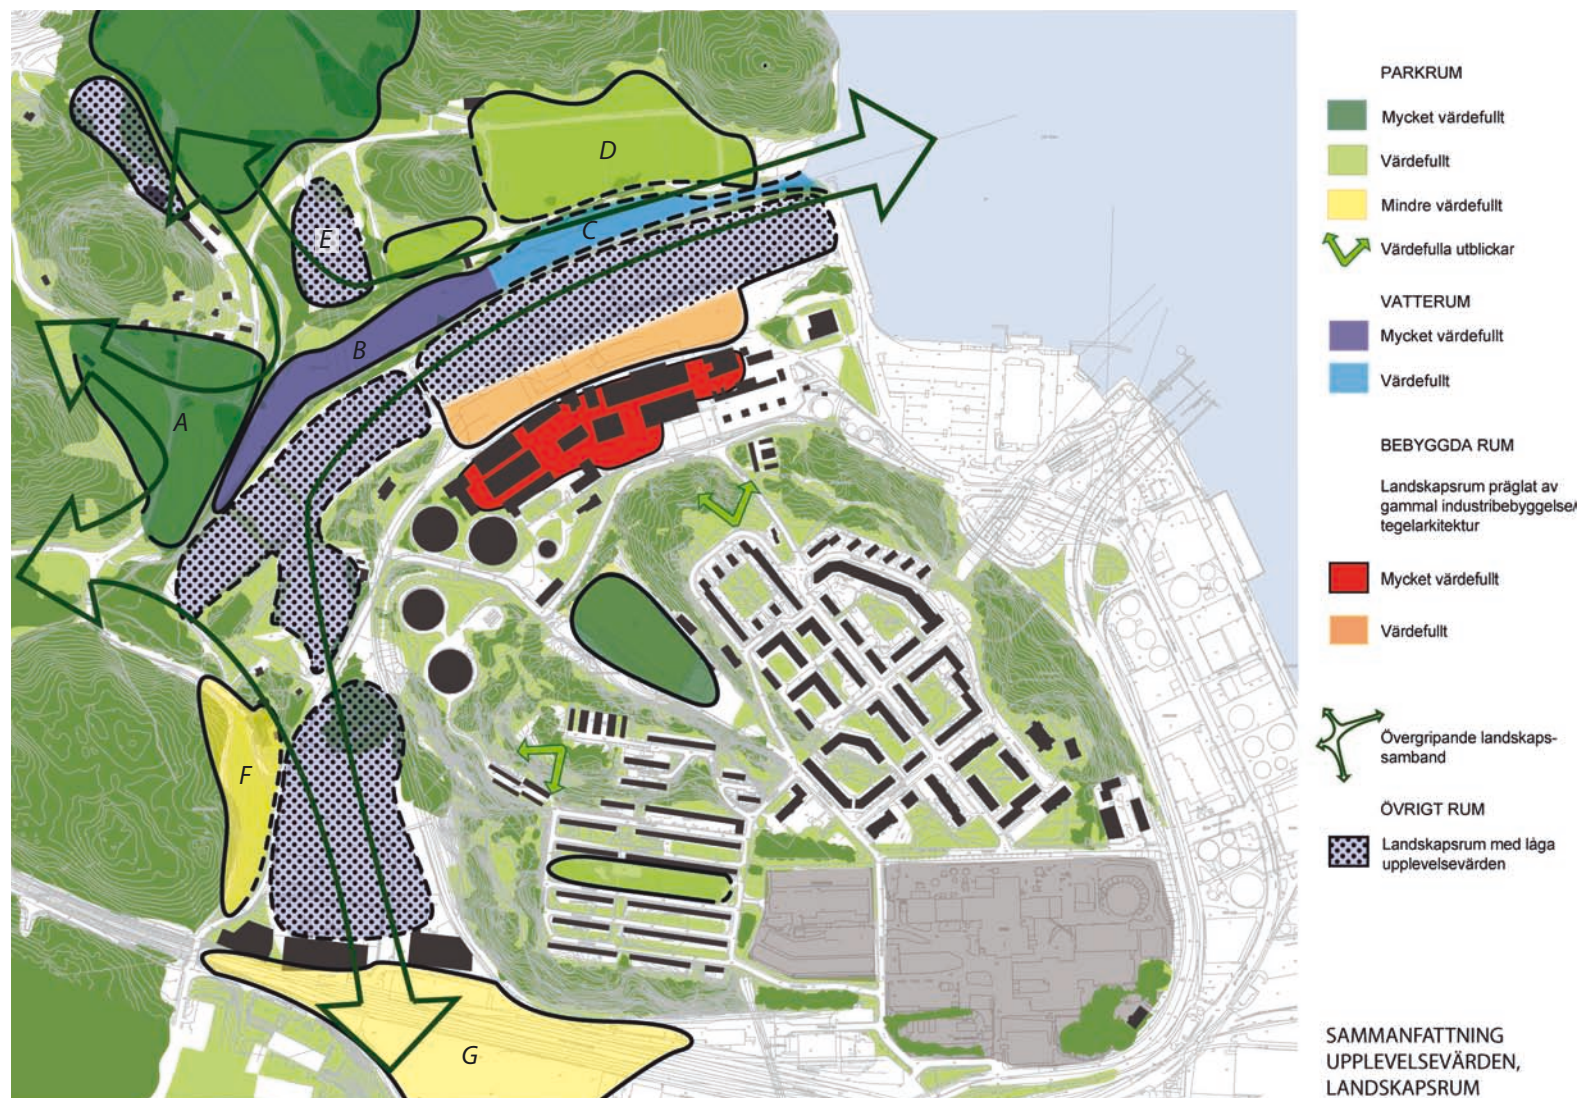 D
E
C
B
A
F
G
PARKRUM
Mycket värdefullt
Värdefullt
Mindre värdefullt
Värdefulla utblickar
VATTERUM
Mycket värdefullt
Värdefullt
BEBYGGDA RUM
Landskapsrum präglat av
gammal industribebyggelse/
tegelarkitektur
Mycket värdefullt
Värdefullt
Övergripande landskaps-
samband
ÖVRIGT RUM
Landskapsrum med låga
upplevelsevärden
SAMMANFATTNING
UPPLEVELSEVÄRDEN,
LANDSKAPSRUM